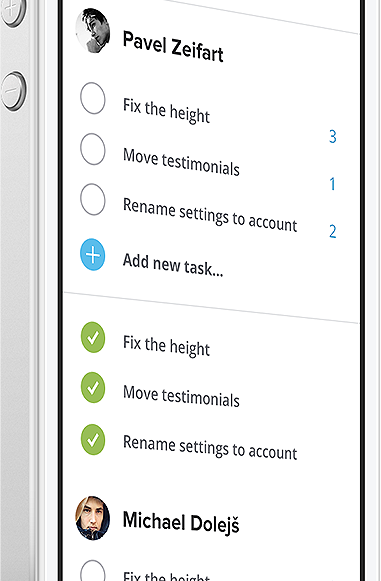 Pavel Zeifart
Fix the height
3
Move testimonials
1
Rename settings to account
2
Add new task...
Fix the height
Move testimonials
Rename settings to account
Michael Dolejš
Fix the height